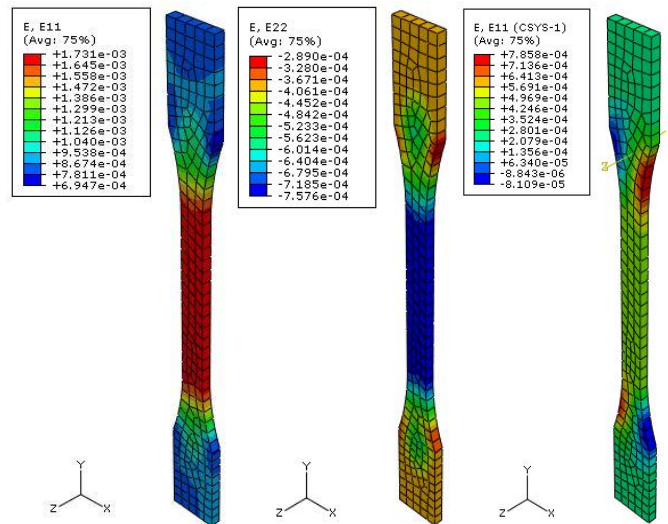 E, E11
(Avg: 75%)
+1.731e-03
+1.645e-03
+1.558e-03
+1.472e-03
+1.386e-03
+1.299e-03
+1.213e-03
+1.126e-03
+1.040e-03
+9.538e-04
+8.674e-04
+7.811e-04
+6.947e-04
E, E22
(Avg: 75%)
-2.890e-04
-3.280e-04
-3.671e-04
-4.061e-04
-4.452e-04
-4.842e-04
-5.233e-04
-5.623e-04
-6.014e-04
-6.404e-04
-6.795e-04
-7.185e-04
-7.576e-04
E, E11 (CSYS-1)
(Avg: 75%)
+7.858e-04
+7.136e-04
+6.413e-04
+5.691e-04
+4.969e-04
+4.246e-04
+3.524e-04
+2.801e-04
+2.079e-04
+1.356e-04
+6.340e-05
-8.843e-06
-8.109e-05
Z
Y
Z
X
Y
Z
X
Y
Z
X